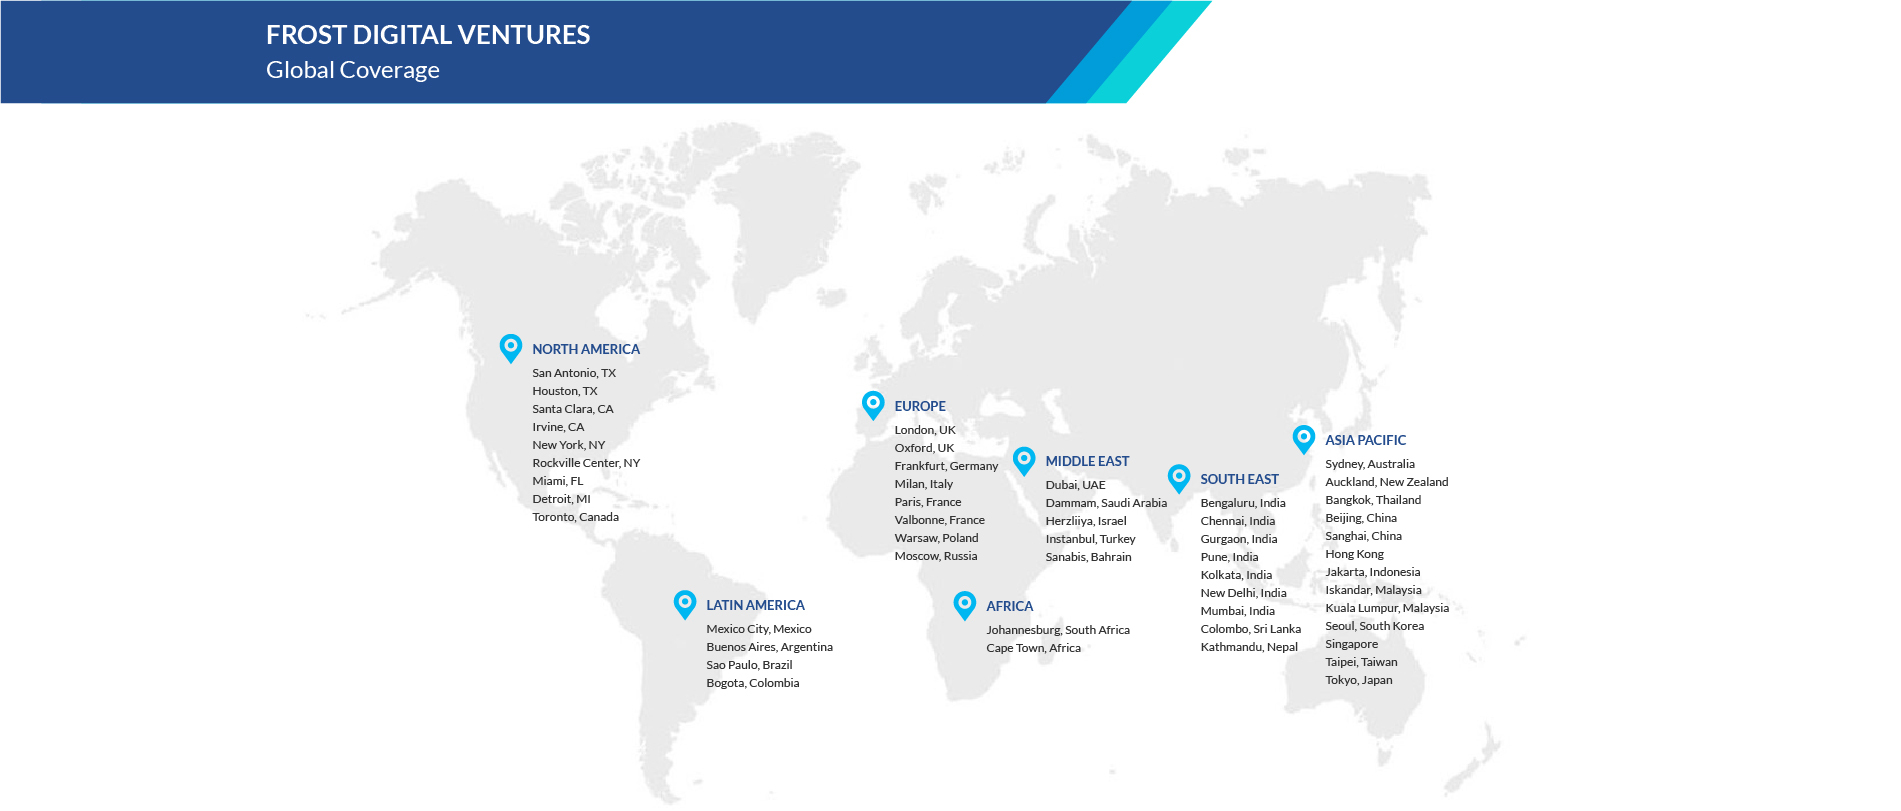 FROST DIGITAL VENTURES
Global Coverage
NORTH AMERICA
San Antonio, TX
Houston, TX
Santa Clara, CA
Irvine, CA
New York, NY
Rockville Center, NY
Miami, FL
Detroit, MI
Toronto, Canada
LATIN AMERICA
Mexico City, Mexico
Buenos Aires, Argentina
Sao Paulo, Brazil
Bogota, Colombia
EUROPE
London, UK
Oxford, UK
Frankfurt, Germany
Milan, Italy
Paris, France
Valbonne, France
Warsaw, Poland
Moscow, Russia
MIDDLE EAST
Dubai, UAE
Dammam, Saudi Arabia
Herzliiya, Israel
Instanbul, Turkey
Sanabis, Bahrain
AFRICA
Johannesburg, South Africa
Cape Town, Africa
SOUTH EAST
Bengaluru, India
Chennai, India
Gurgaon, India
Pune, India
Kolkata, India
New Delhi, India
Mumbai, India
Colombo, Sri Lanka
Kathmandu, Nepal
ASIA PACIFIC
Sydney, Australia
Auckland, New Zealand
Bangkok, Thailand
Beijing, China
Sanghai, China
Hong Kong
Jakarta, Indonesia
Iskandar, Malaysia
Kuala Lumpur, Malaysia
Seoul, South Korea
Singapore
Taipei, Taiwan
Tokyo, Japan